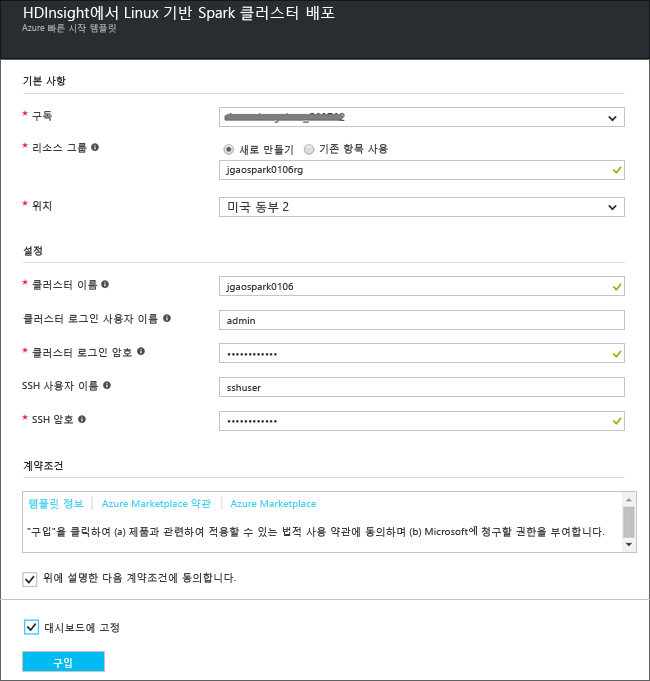 HDInsight에서 Linux 기반 Spark 클러스터 배포
Azure 빠른 시작 템플릿
기본 사항
* 구독
* 리소스 그룹
새로 만들기 기존 항목 사용
jgaospark0106rg
* 위치
미국 동부 2
설정
* 클러스터 이름
jgaospark0106
클러스터 로그인 사용자 이름
admin
* 클러스터 로그인 암호
••••••••••••
SSH 사용자 이름
sshuser
* SSH 암호
••••••••••••
계약조건
템플릿 정보 | Azure Marketplace 약관 | Azure Marketplace
"구입"을 클릭하여 (a) 제품과 관련하여 적용할 수 있는 법적 사용 약관에 동의하며 (b) Microsoft에 청구할 권한을 부여합니다.
위에 설명한 다음 계약조건에 동의합니다.
대시보드에 고정
구입